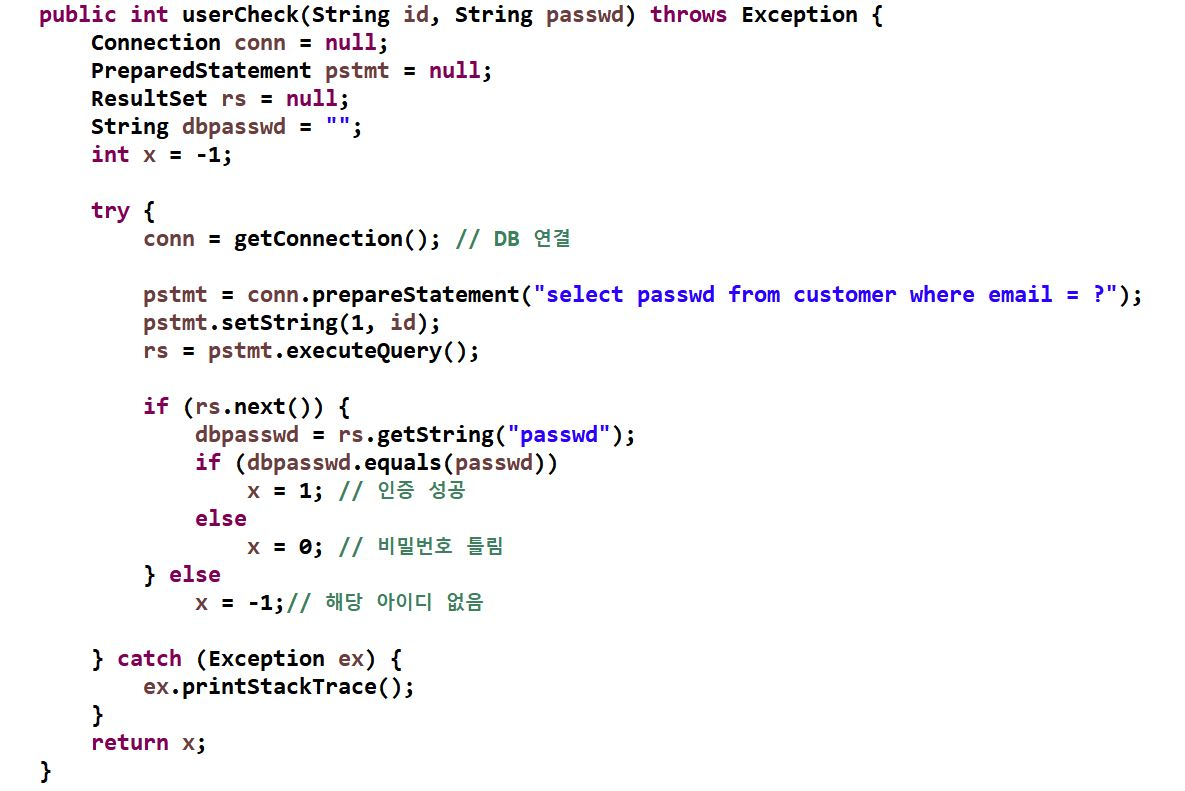 public int userCheck(String id, String passwd) throws Exception {
    Connection conn = null;
    PreparedStatement pstmt = null;
    ResultSet rs = null;
    String dbpasswd = "";
    int x = -1;

    try {
        conn = getConnection(); // DB 연결

        pstmt = conn.prepareStatement("select passwd from customer where email = ?");
        pstmt.setString(1, id);
        rs = pstmt.executeQuery();

        if (rs.next()) {
            dbpasswd = rs.getString("passwd");
            if (dbpasswd.equals(passwd))
                x = 1; // 인증 성공
            else
                x = 0; // 비밀번호 틀림
        } else
            x = -1;// 해당 아이디 없음

    } catch (Exception ex) {
        ex.printStackTrace();
    }
    return x;
}